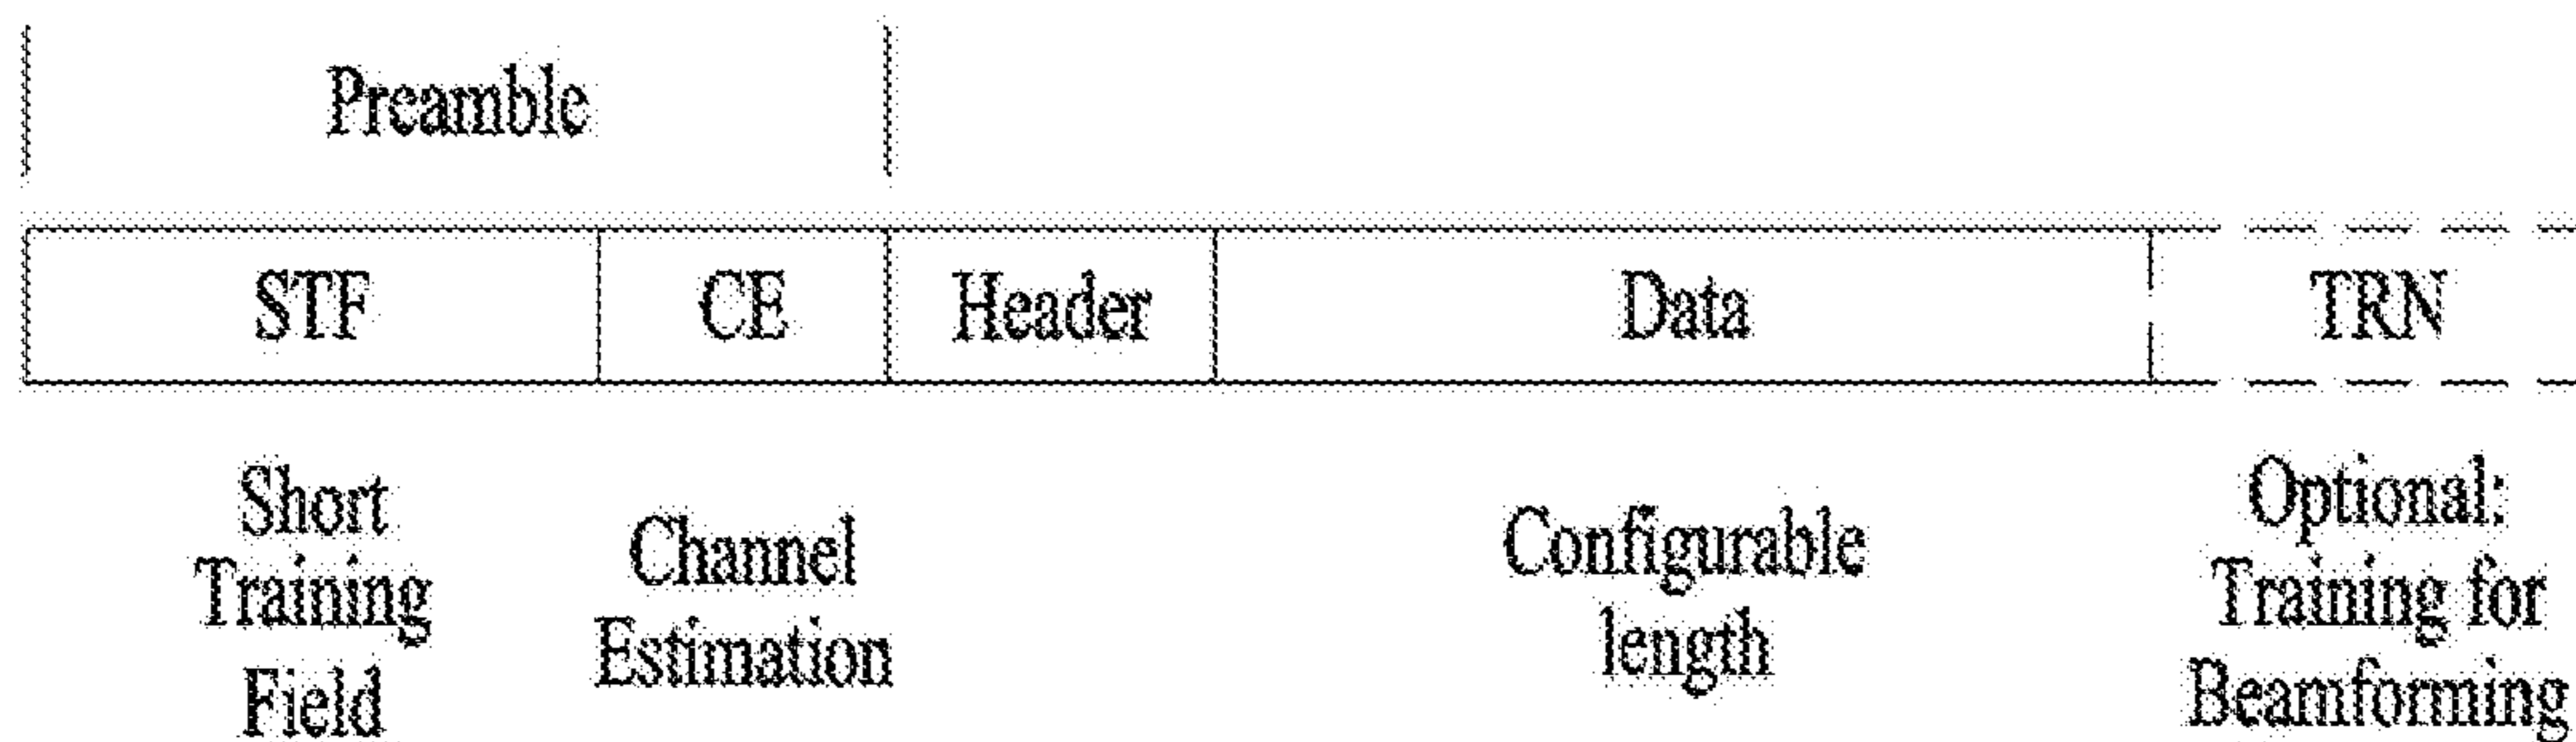 Preamble
STF CE Header Data TRN
Short
Training
Field
Channel
Estimation
Configurable
length
Optional:
Training for
Beamforming